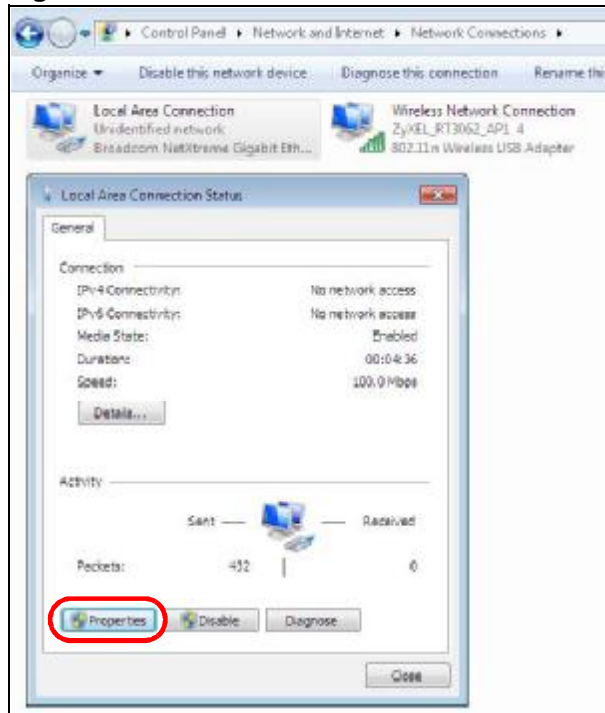 Control Panel ▸ Network and Internet ▸ Network Connections ▸
Organize ▾ Disable this network device Diagnose this connection Rename this
Local Area Connection
Unidentified network
Broadcom NetXtreme Gigabit Eth...
Wireless Network Connection
ZyXEL_RT3062_AP1 4
802.11n Wireless USB Adapter
Local Area Connection Status
General
Connection
IPv4 Connectivity: No network access
IPv6 Connectivity: No network access
Media State: Enabled
Duration: 00:04:36
Speed: 100.0 Mbps
Details...
Activity
Sent Received
Packets: 432 0
Properties Disable Diagnose
Close